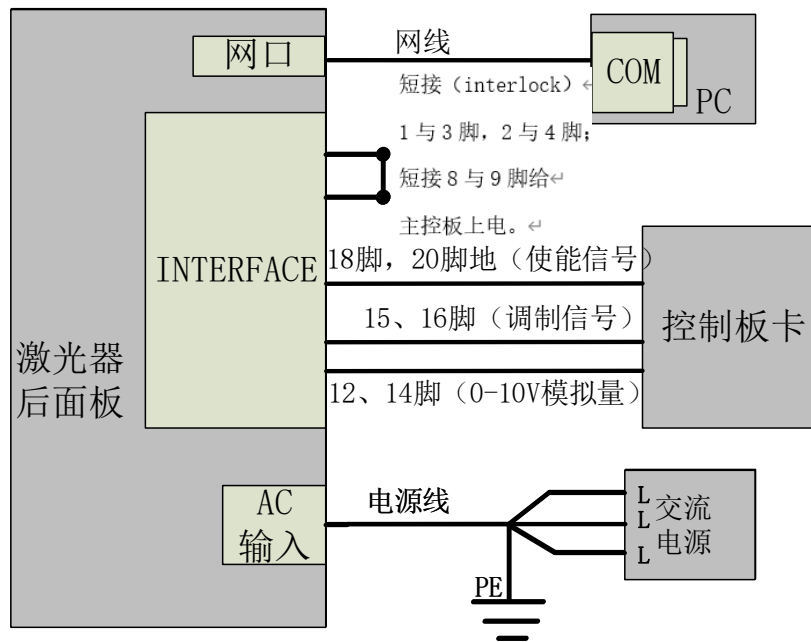 网口
网线
COM
PC
短接（interlock）↵
1 与 3 脚，2 与 4 脚；
短接 8 与 9 脚给↵
主控板上电。↵
INTERFACE
18脚，20脚地（使能信号）
15、16脚（调制信号）
12、14脚（0-10V模拟量）
控制板卡
激光器
后面板
AC
输入
电源线
L
L
L
交流
电源
PE